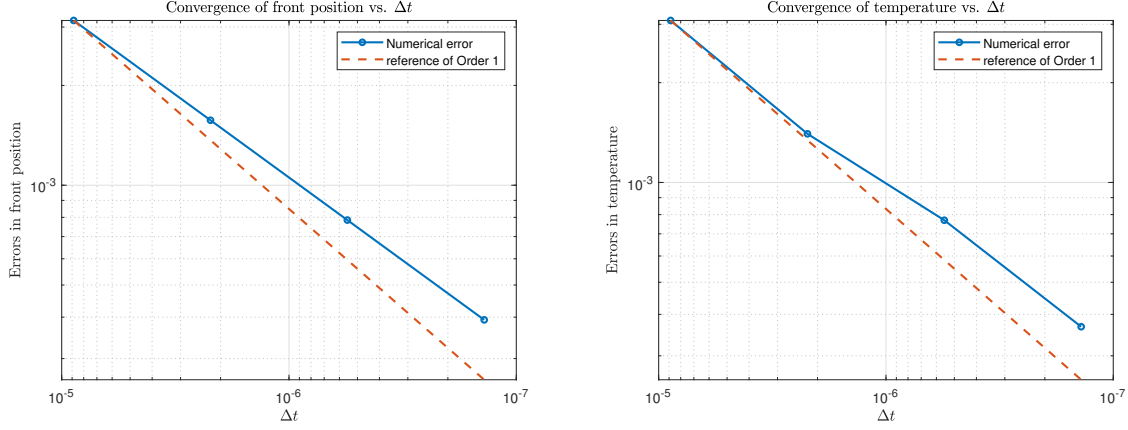 Convergence of front position vs. Δt
Numerical error
reference of Order 1
Errors in front position
10^-3
10^-5
10^-6
10^-7
Δt
Convergence of temperature vs. Δt
Numerical error
reference of Order 1
Errors in temperature
10^-3
10^-5
10^-6
10^-7
Δt